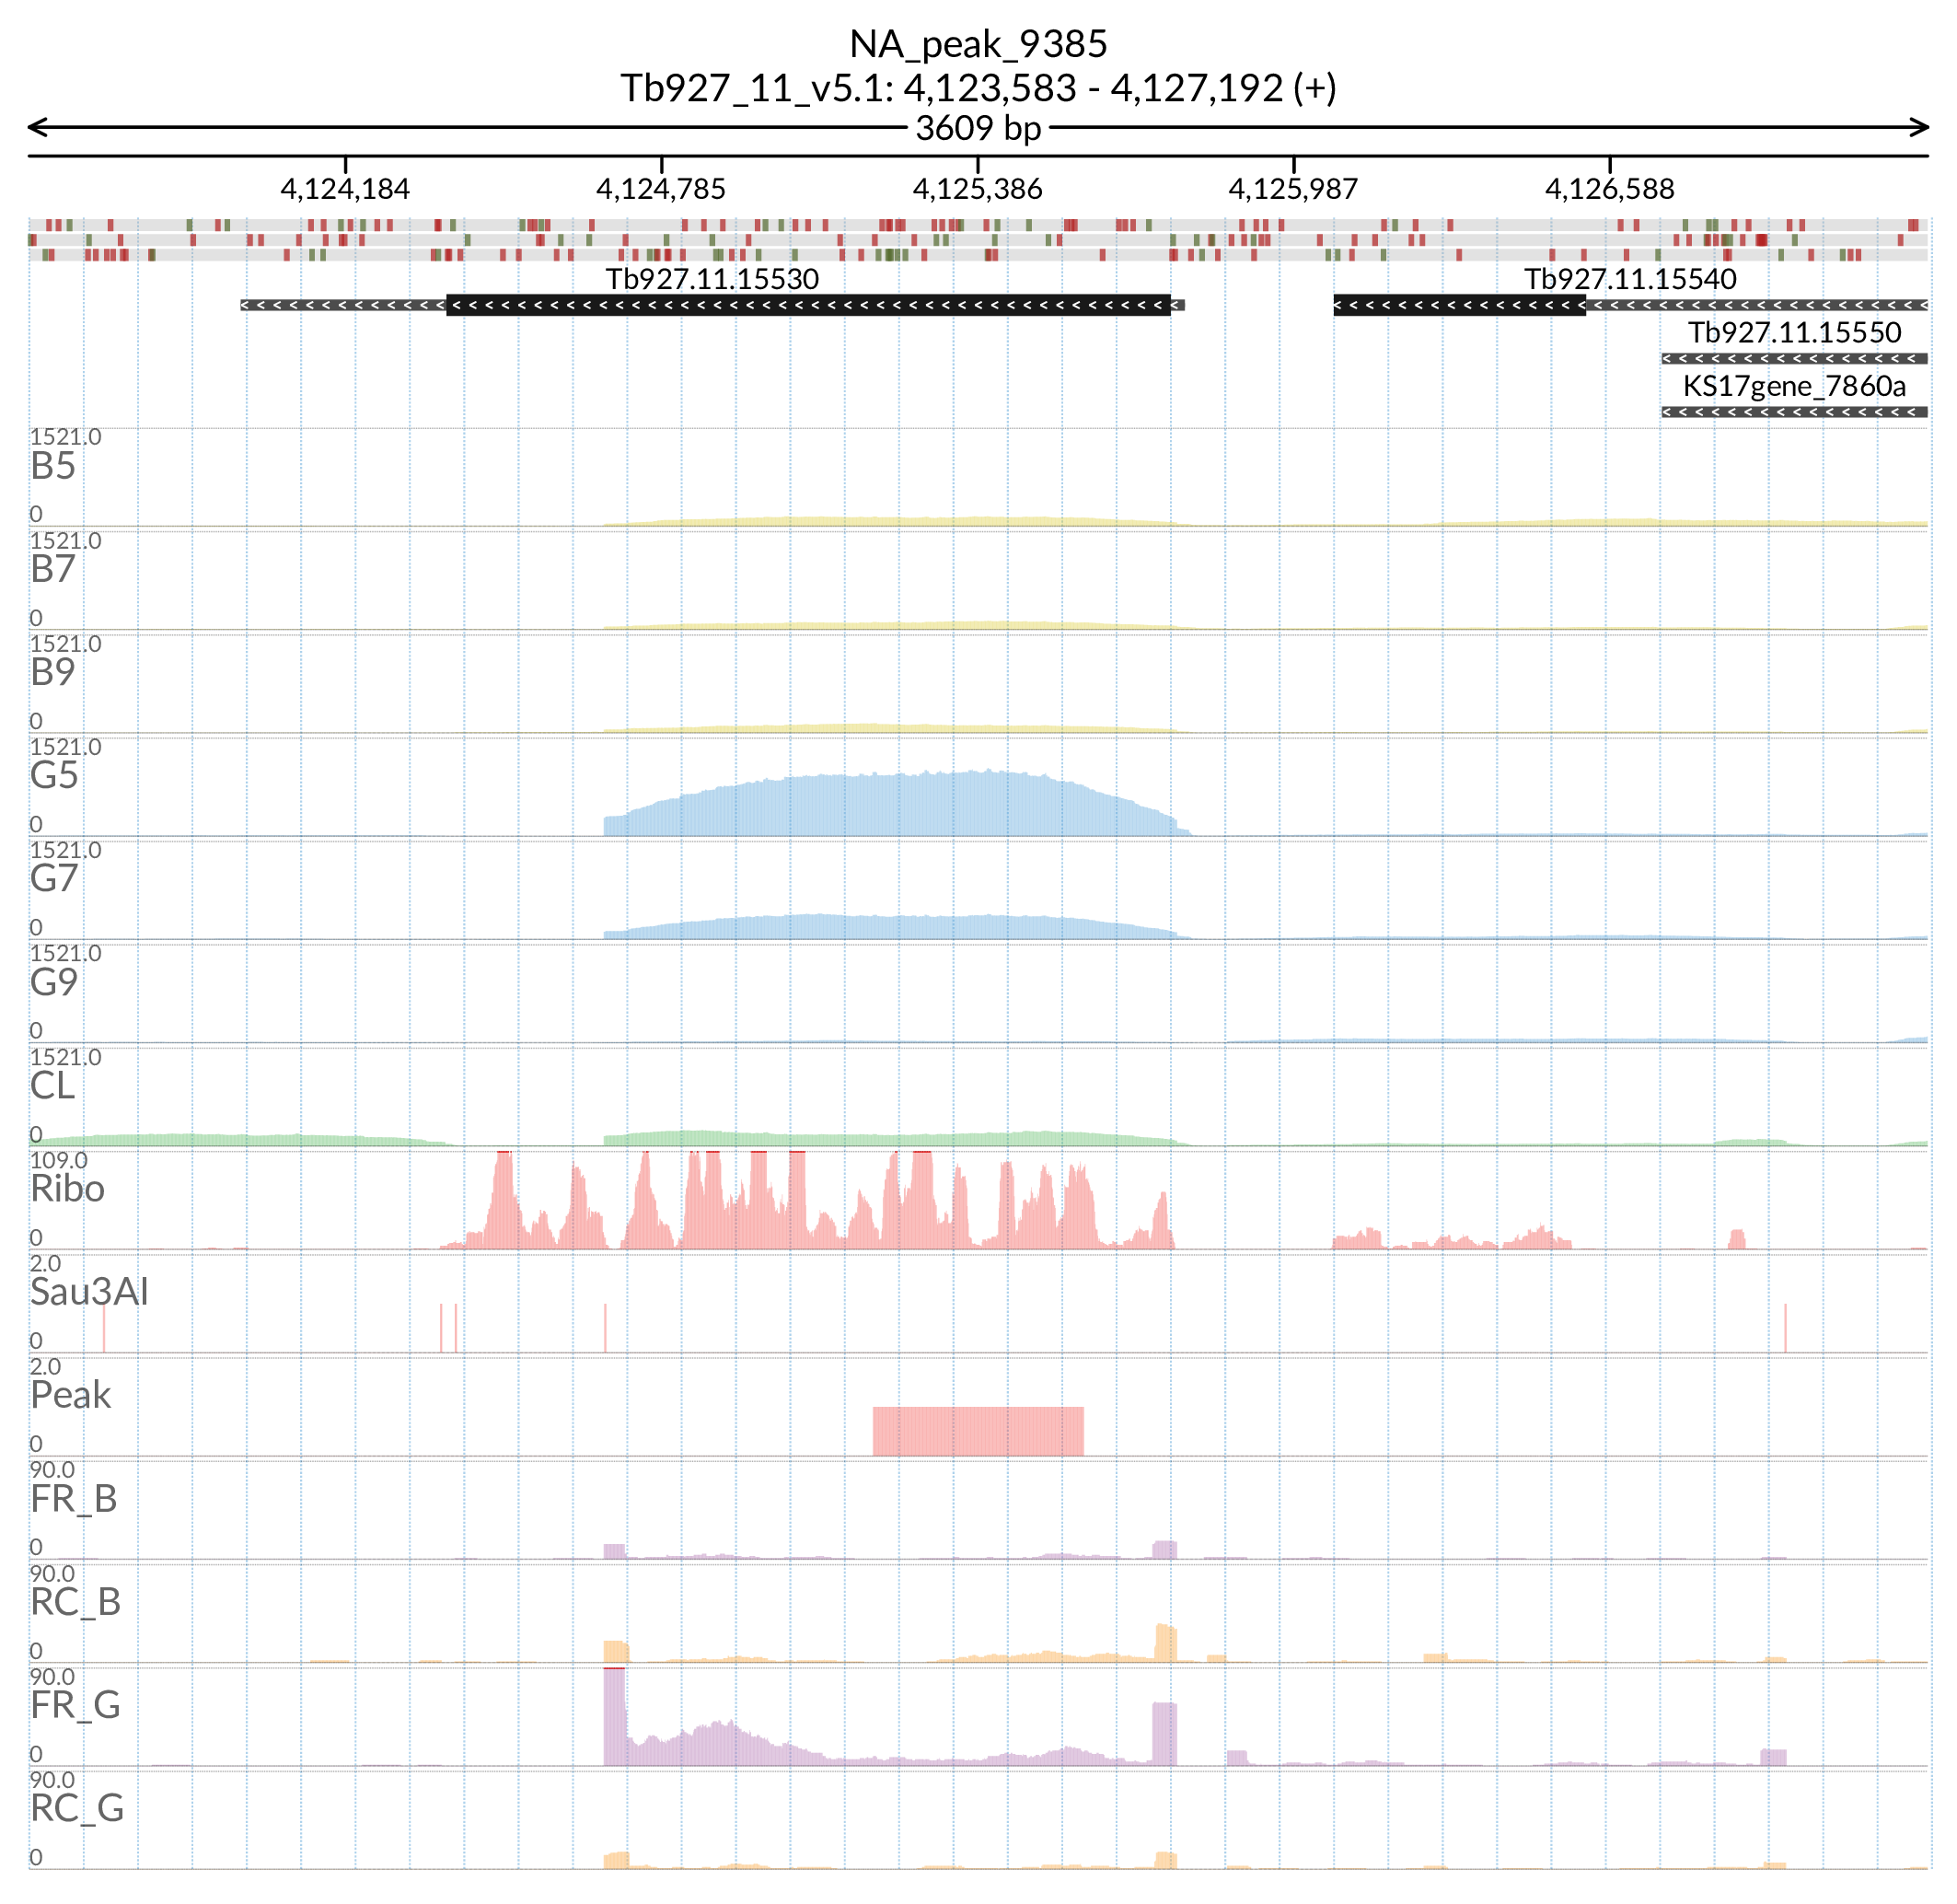 NA_peak_9385
Tb927_11_v5.1: 4,123,583 - 4,127,192 (+)
3609 bp
4,124,184 4,124,785 4,125,386 4,125,987 4,126,588
Tb927.11.15530 Tb927.11.15540
Tb927.11.15550
KS17gene_7860a
1521.0
B5
0
1521.0
B7
0
1521.0
B9
0
1521.0
G5
0
1521.0
G7
0
1521.0
G9
0
1521.0
CL
0
109.0
Ribo
0
2.0
Sau3AI
0
2.0
Peak
0
90.0
FR_B
0
90.0
RC_B
0
90.0
FR_G
0
90.0
RC_G
0